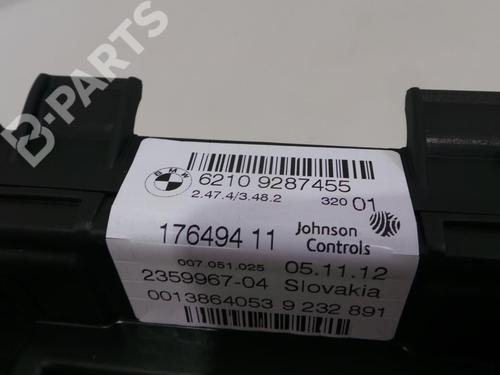 B-PARTS
BMW
6210 9287455
2.47.4/3.48.2
320 01
176494 11
Johnson
Controls
007.051.025
05.11.12
2359967-04 Slovakia
0013864053 9 232 891